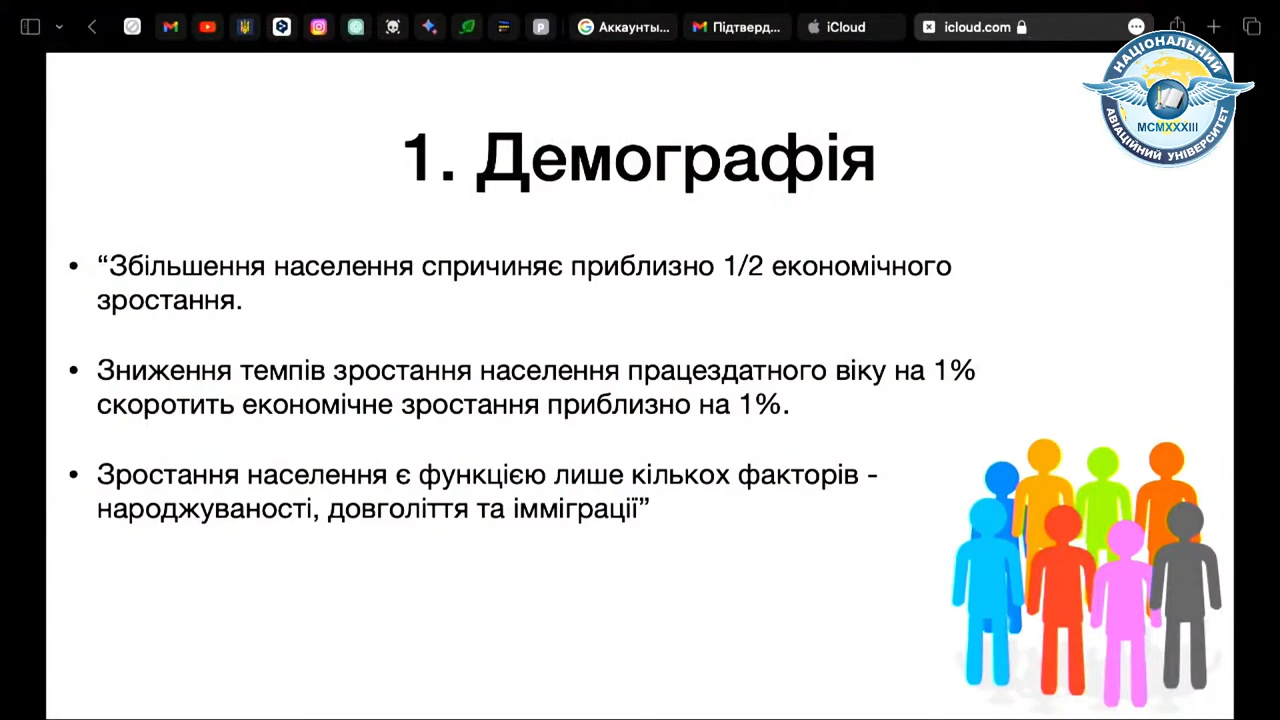 Аккаунты...
Підтверд...
iCloud
icloud.com
НАЦІОНАЛЬНИЙ
MCMXXXIII
АВІАЦІЙНИЙ УНІВЕРСИТЕТ
1. Демографія
• “Збільшення населення спричиняє приблизно 1/2 економічного
зростання.
• Зниження темпів зростання населення працездатного віку на 1%
скоротить економічне зростання приблизно на 1%.
• Зростання населення є функцією лише кількох факторів -
народжуваності, довголіття та імміграції”